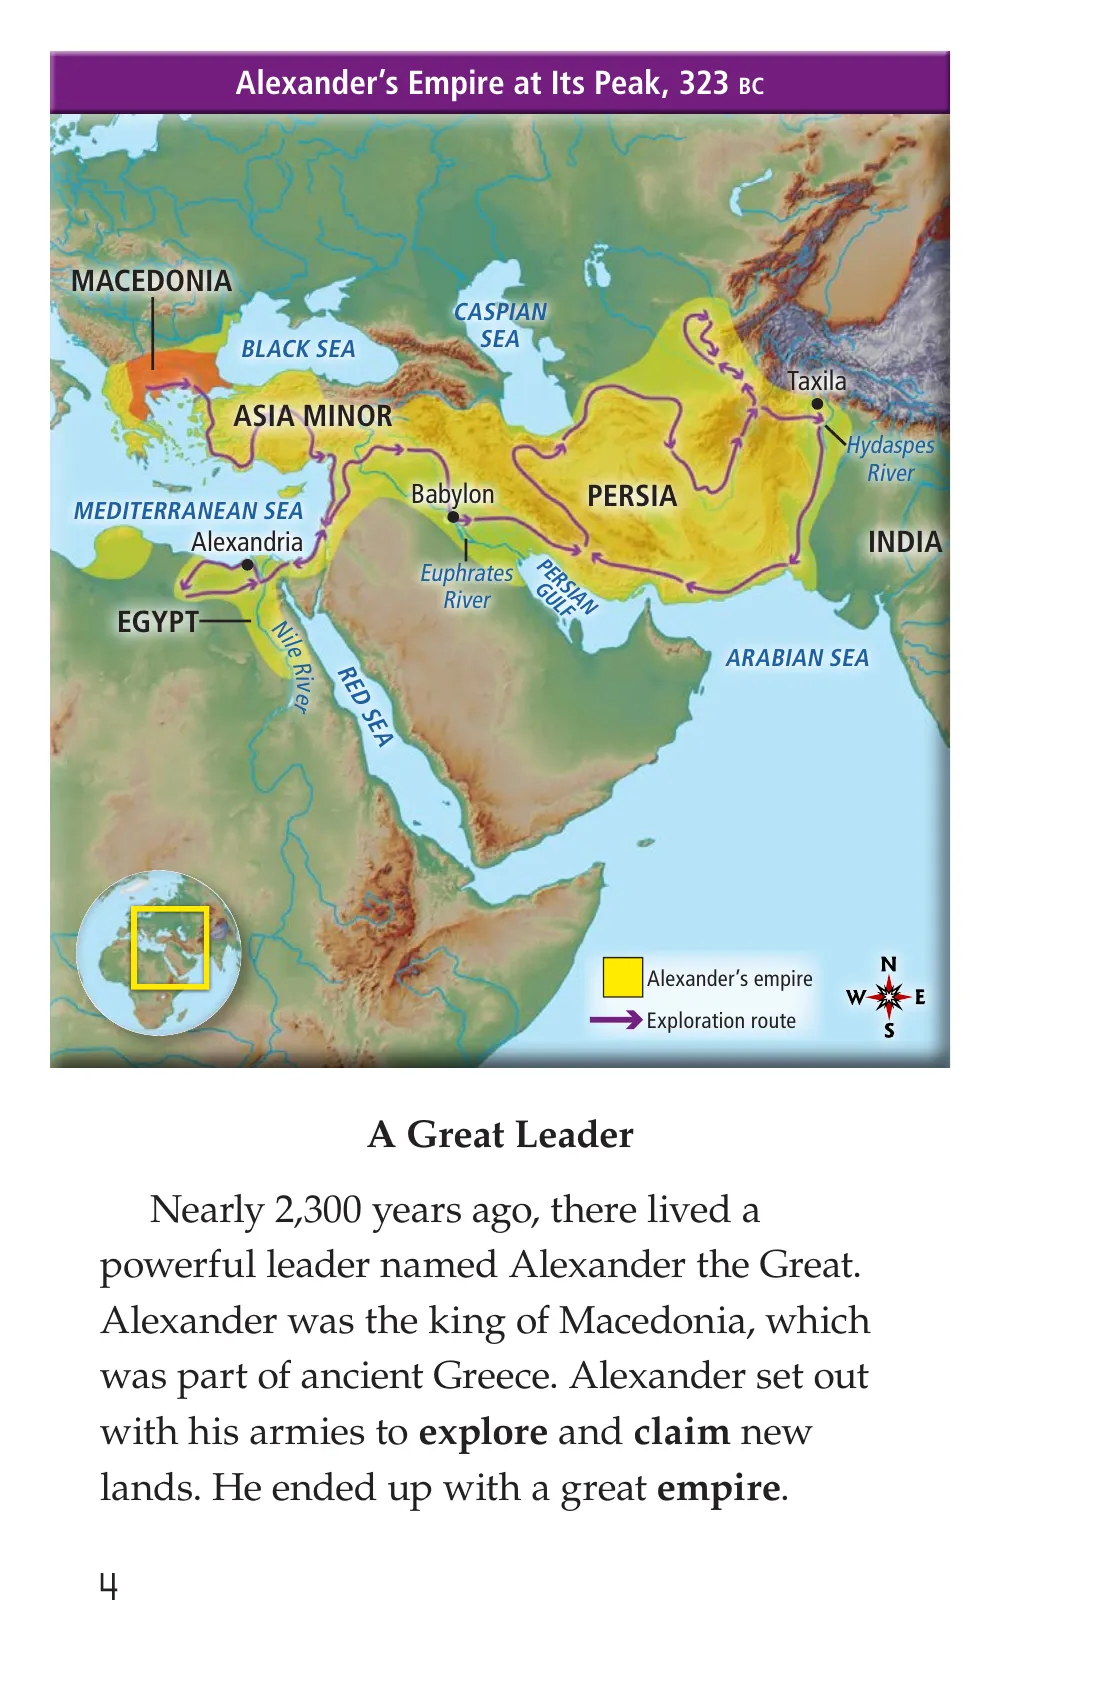 Alexander's Empire at Its Peak, 323 BC
MACEDONIA
CASPIAN
SEA
BLACK SEA
Taxila
ASIA MINOR
Hydaspes
River
Babylon
PERSIA
MEDITERRANEAN SEA
Alexandria
INDIA
Euphrates
River
PERSIAN
GULF
EGYPT
Nile River
RED SEA
ARABIAN SEA
Alexander's empire
Exploration route
N
W E
S
A Great Leader
Nearly 2,300 years ago, there lived a
powerful leader named Alexander the Great.
Alexander was the king of Macedonia, which
was part of ancient Greece. Alexander set out
with his armies to explore and claim new
lands. He ended up with a great empire.
4